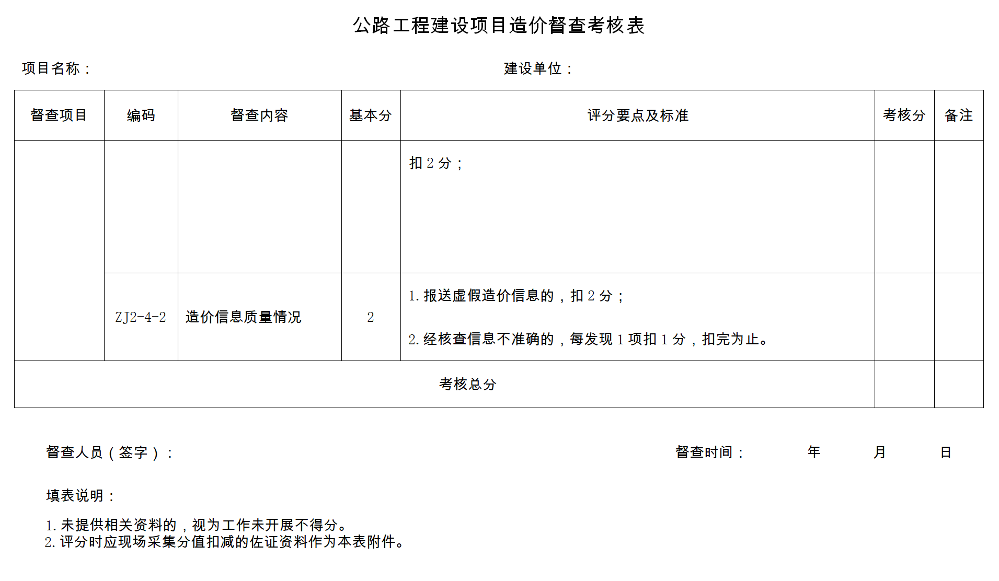 公路工程建设项目造价督查考核表
项目名称： 建设单位：
督查项目 编码 督查内容 基本分 评分要点及标准 考核分 备注
扣 2 分；
ZJ2-4-2 造价信息质量情况 2 1. 报送虚假造价信息的，扣 2 分；
2. 经核查信息不准确的，每发现 1 项扣 1 分，扣完为止。
考核总分
督查人员（签字）： 督查时间： 年 月 日
填表说明：
1. 未提供相关资料的，视为工作未开展不得分。
2. 评分时应现场采集分值扣减的佐证资料作为本表附件。